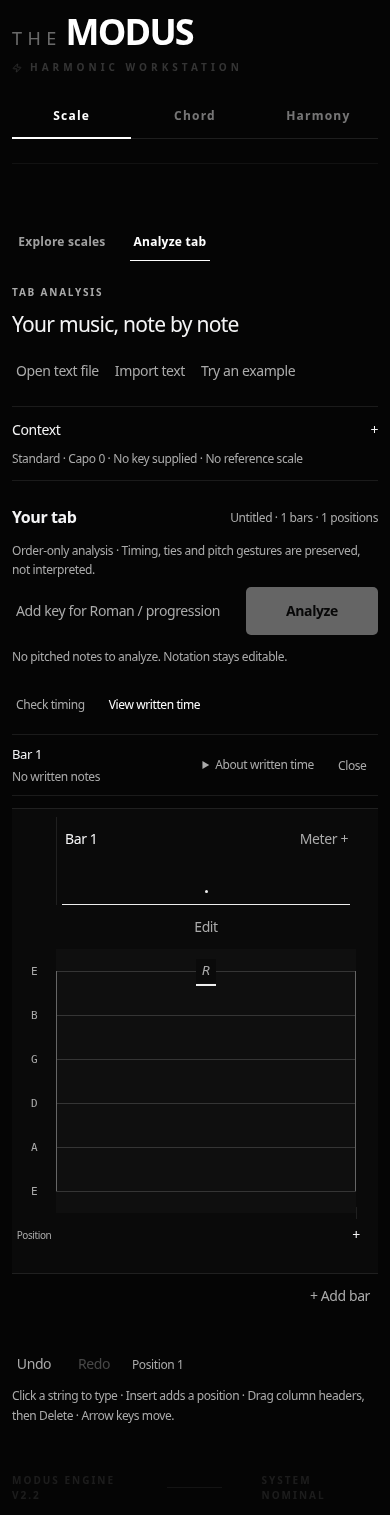 THE MODUS
HARMONIC WORKSTATION
Scale Chord Harmony
Explore scales Analyze tab
TAB ANALYSIS
Your music, note by note
Open text file Import text Try an example
Context +
Standard · Capo 0 · No key supplied · No reference scale
Your tab Untitled · 1 bars · 1 positions
Order-only analysis · Timing, ties and pitch gestures are preserved,
not interpreted.
Add key for Roman / progression Analyze
No pitched notes to analyze. Notation stays editable.
Check timing View written time
Bar 1
No written notes
▶ About written time Close
Bar 1 Meter +
Edit
E R
B
G
D
A
E
Position +
+ Add bar
Undo Redo Position 1
Click a string to type · Insert adds a position · Drag column headers,
then Delete · Arrow keys move.
MODUS ENGINE
V2.2
SYSTEM
NOMINAL